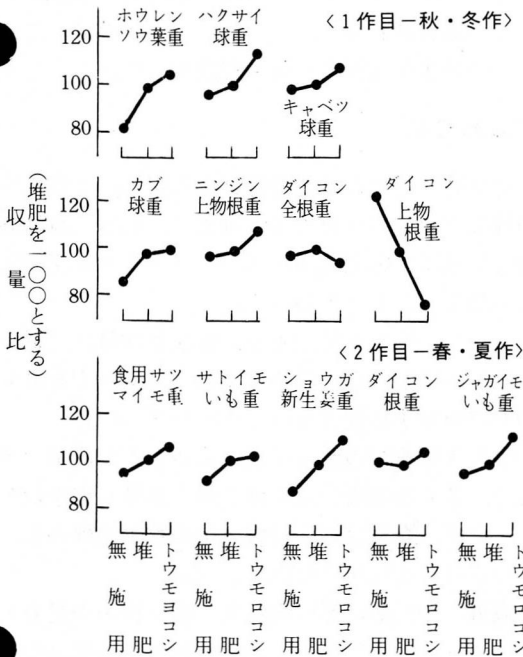 〈1作目－秋・冬作〉
ホウレン
ソウ葉重
ハクサイ
球重
キャベツ
球重
120
100
80
カブ
球重
ニンジン
上物根重
ダイコン
全根重
ダイコン
上物
根重
120
100
80
収量比
(堆肥を一〇〇とする)
〈2作目－春・夏作〉
食用サツ
マイモ重
サトイモ
いも重
ショウガ
新生姜重
ダイコン
根重
ジャガイモ
いも重
120
100
80
無施用
堆肥
トウモヨコシ
無施用
堆肥
トウモロコシ
無施用
堆肥
トウモロコシ
無施用
堆肥
トウモロコシ
無施用
堆肥
トウモロコシ